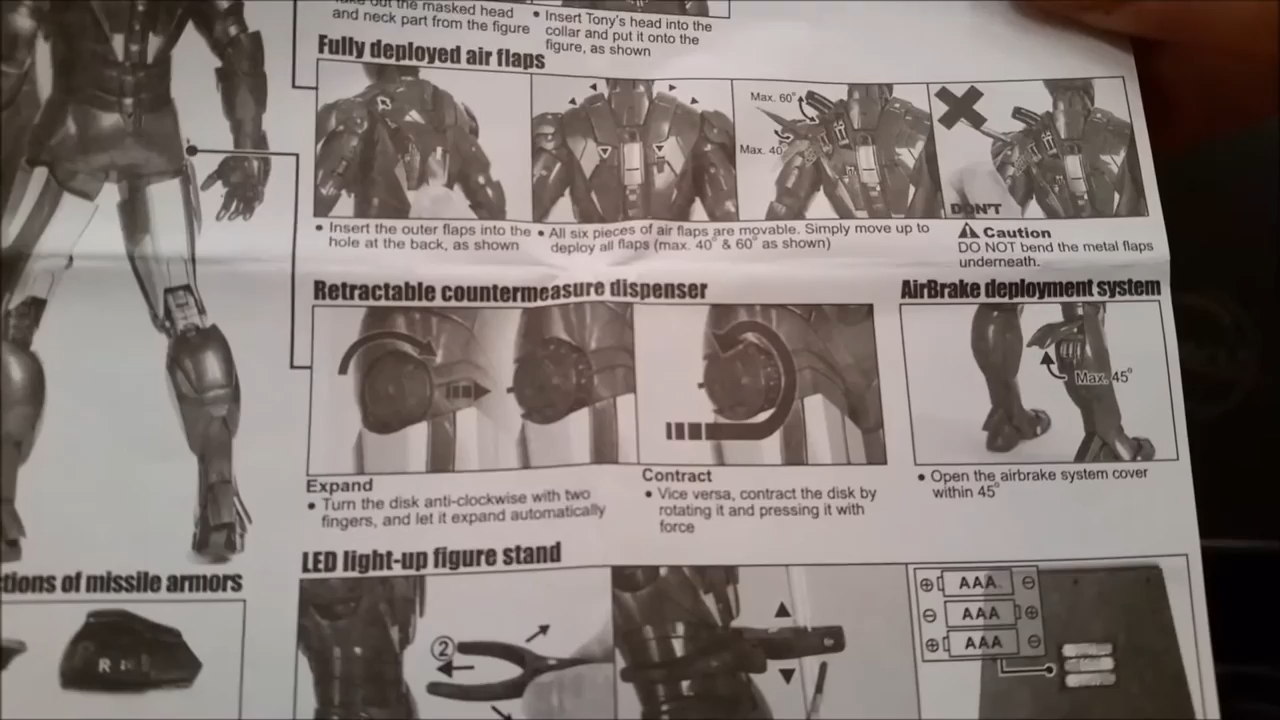 out the masked head
and neck part from the figure
• Insert Tony's head into the
collar and put it onto the
figure, as shown
Fully deployed air flaps
Max. 60°
Max. 40°
DON'T
• Insert the outer flaps into the
hole at the back, as shown
• All six pieces of air flaps are movable. Simply move up to
deploy all flaps (max. 40° & 60° as shown)
Caution
DO NOT bend the metal flaps
underneath.
Retractable countermeasure dispenser
AirBrake deployment system
Max. 45°
Expand
• Turn the disk anti-clockwise with two
fingers, and let it expand automatically
Contract
• Vice versa, contract the disk by
rotating it and pressing it with
force
• Open the airbrake system cover
within 45°
LED light-up figure stand
of missile armors
R
②
⊕ AAA ⊖
⊖ AAA ⊕
⊕ AAA ⊖